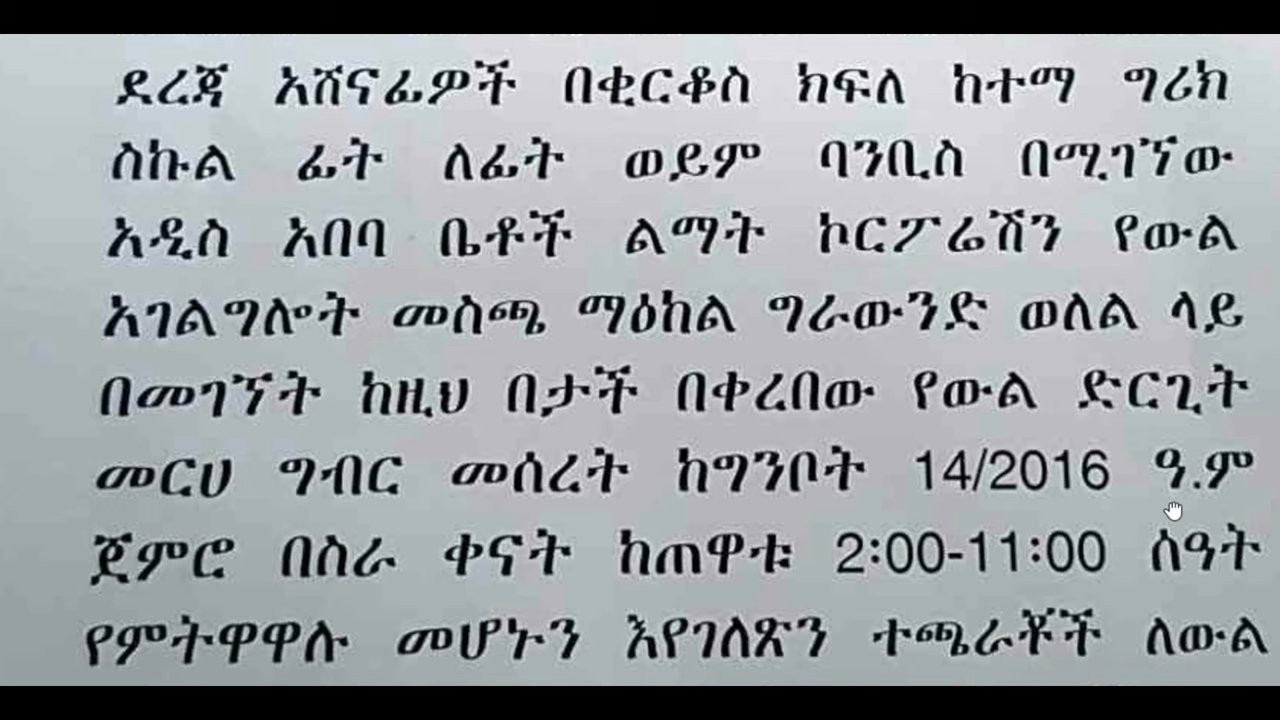 ደረጃ አሸናፊዎች በቂርቆስ ክፍለ ከተማ ግሪክ
ስኩል ፊት ለፊት ወይም ባንቢስ በሚገኘው
አዲስ አበባ ቤቶች ልማት ኮርፖሬሽን የውል
አገልግሎት መስጫ ማዕከል ግራውንድ ወለል ላይ
በመገኘት ከዚህ በታች በቀረበው የውል ድርጊት
መርሀ ግብር መሰረት ከግንቦት 14/2016 ዓ.ም
ጀምሮ በስራ ቀናት ከጠዋቱ 2:00-11:00 ሰዓት
የምትዋዋሉ መሆኑን እየገለጽን ተጫራቾች ለውል